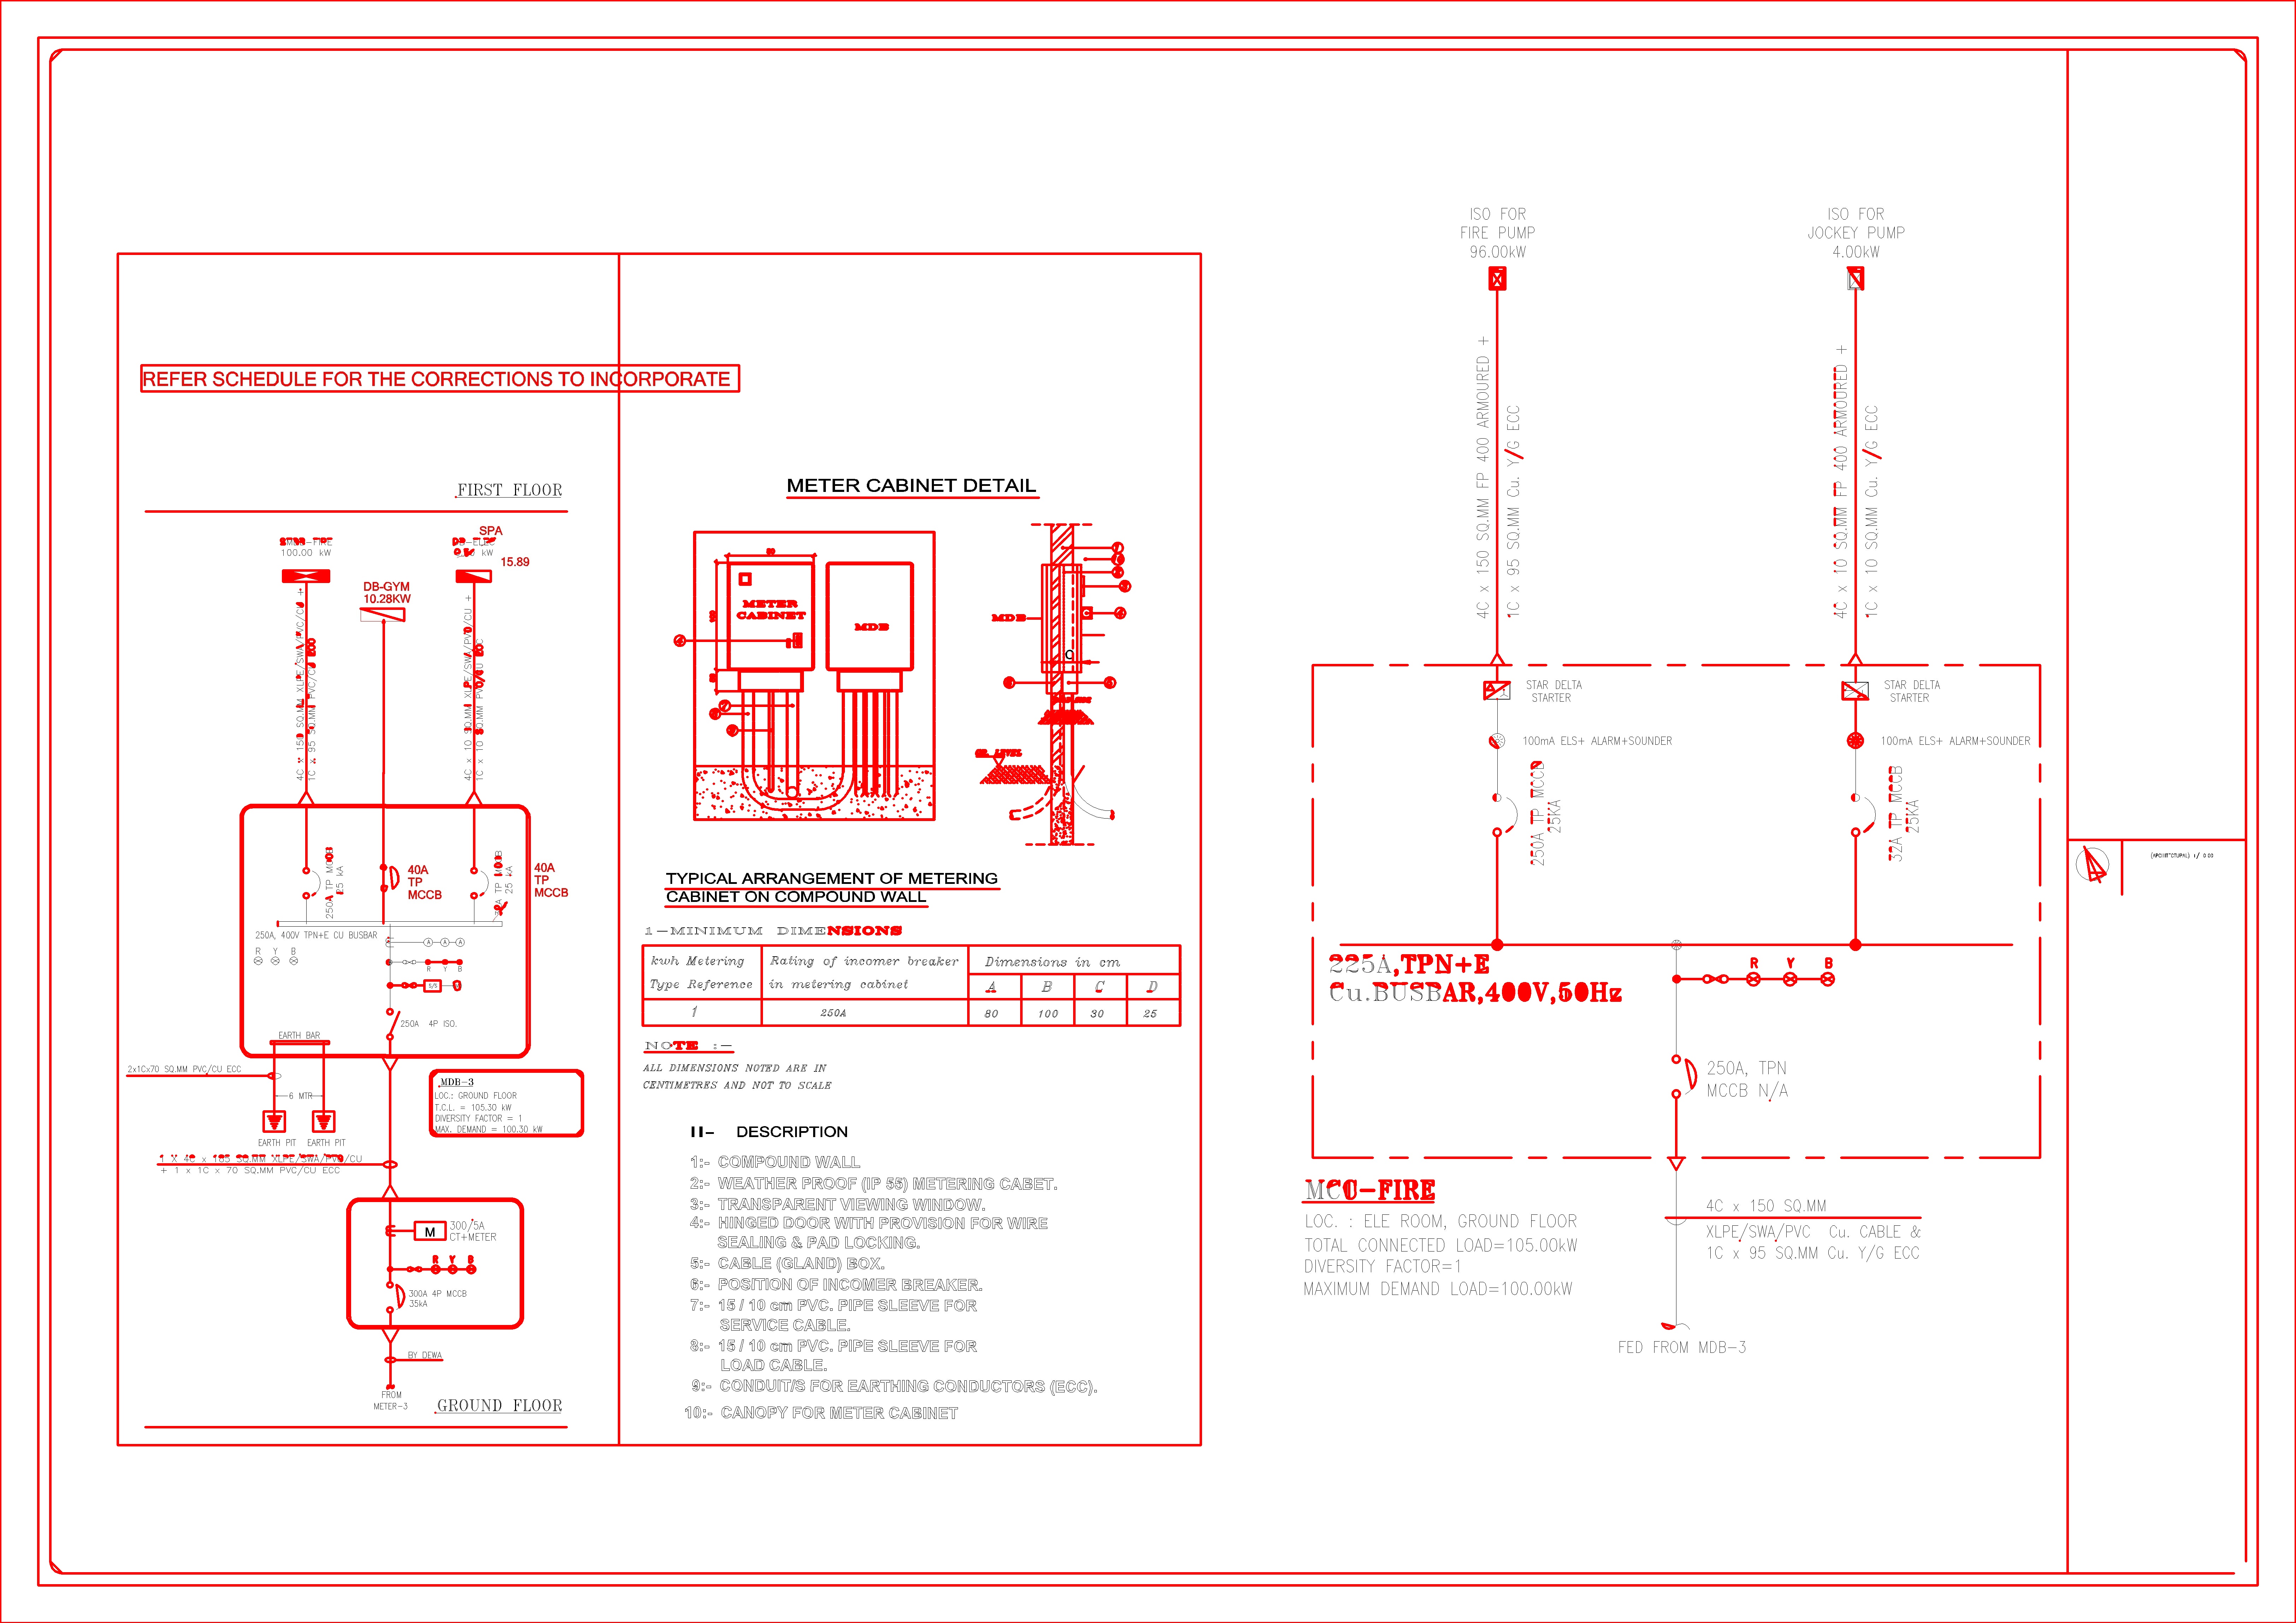 REFER SCHEDULE FOR THE CORRECTIONS TO INCORPORATE
FIRST FLOOR
100.00 kW
DB-GYM
10.28KW
SPA
kW
15.89
4C x 150 SQ.MM XLPE/SWA/PVC/CU +
1C x 95 SQ.MM PVC/CU ECC
4C x 10 SQ.MM XLPE/SWA/PVC/CU +
1C x 10 SQ.MM PVC/CU ECC
250A TP MCCB
25 kA
40A
TP
MCCB
TP MCCB
25 kA
40A
TP
MCCB
250A, 400V TPN+E CU BUSBAR
R Y B
A A A
R Y B
250A 4P ISO.
EARTH BAR
2x1Cx70 SQ.MM PVC/CU ECC
6 MTR
EARTH PIT EARTH PIT
MDB-3
LOC.: GROUND FLOOR
T.C.L. = 105.30 kW
DIVERSITY FACTOR = 1
MAX. DEMAND = 100.30 kW
1 X 4C x 185 SQ.MM XLPE/SWA/PVC/CU
+ 1 x 1C x 70 SQ.MM PVC/CU ECC
M
300/5A
CT+METER
R Y B
300A 4P MCCB
35kA
BY DEWA
FROM
METER-3
GROUND FLOOR
METER CABINET DETAIL
METER
CABINET
MDB
MDB
C
GR. LEVEL
TYPICAL ARRANGEMENT OF METERING
CABINET ON COMPOUND WALL
1-MINIMUM DIMENSIONS
kwh Metering Rating of incomer breaker Dimensions in cm
Type Reference in metering cabinet A B C D
1 250A 80 100 30 25
NOTE :-
ALL DIMENSIONS NOTED ARE IN
CENTIMETRES AND NOT TO SCALE
II- DESCRIPTION
1:- COMPOUND WALL
2:- WEATHER PROOF (IP 55) METERING CABET.
3:- TRANSPARENT VIEWING WINDOW.
4:- HINGED DOOR WITH PROVISION FOR WIRE
SEALING & PAD LOCKING.
5:- CABLE (GLAND) BOX.
6:- POSITION OF INCOMER BREAKER.
7:- 15 / 10 cm PVC. PIPE SLEEVE FOR
SERVICE CABLE.
8:- 15 / 10 cm PVC. PIPE SLEEVE FOR
LOAD CABLE.
9:- CONDUIT/S FOR EARTHING CONDUCTORS (ECC).
10:- CANOPY FOR METER CABINET
ISO FOR
FIRE PUMP
96.00kW
ISO FOR
JOCKEY PUMP
4.00kW
4C x 150 SQ.MM FP 400 ARMOURED +
1C x 95 SQ.MM Cu. Y/G ECC
4C x 10 SQ.MM FP 400 ARMOURED +
1C x 10 SQ.MM Cu. Y/G ECC
STAR DELTA
STARTER
STAR DELTA
STARTER
100mA ELS+ ALARM+SOUNDER
100mA ELS+ ALARM+SOUNDER
250A TP MCCB
25KA
32A TP MCCB
25KA
225A,TPN+E
Cu.BUSBAR,400V,50Hz
R Y B
250A, TPN
MCCB N/A
MCC-FIRE
LOC. : ELE ROOM, GROUND FLOOR
TOTAL CONNECTED LOAD=105.00kW
DIVERSITY FACTOR=1
MAXIMUM DEMAND LOAD=100.00kW
4C x 150 SQ.MM
XLPE/SWA/PVC Cu. CABLE &
1C x 95 SQ.MM Cu. Y/G ECC
FED FROM MDB-3